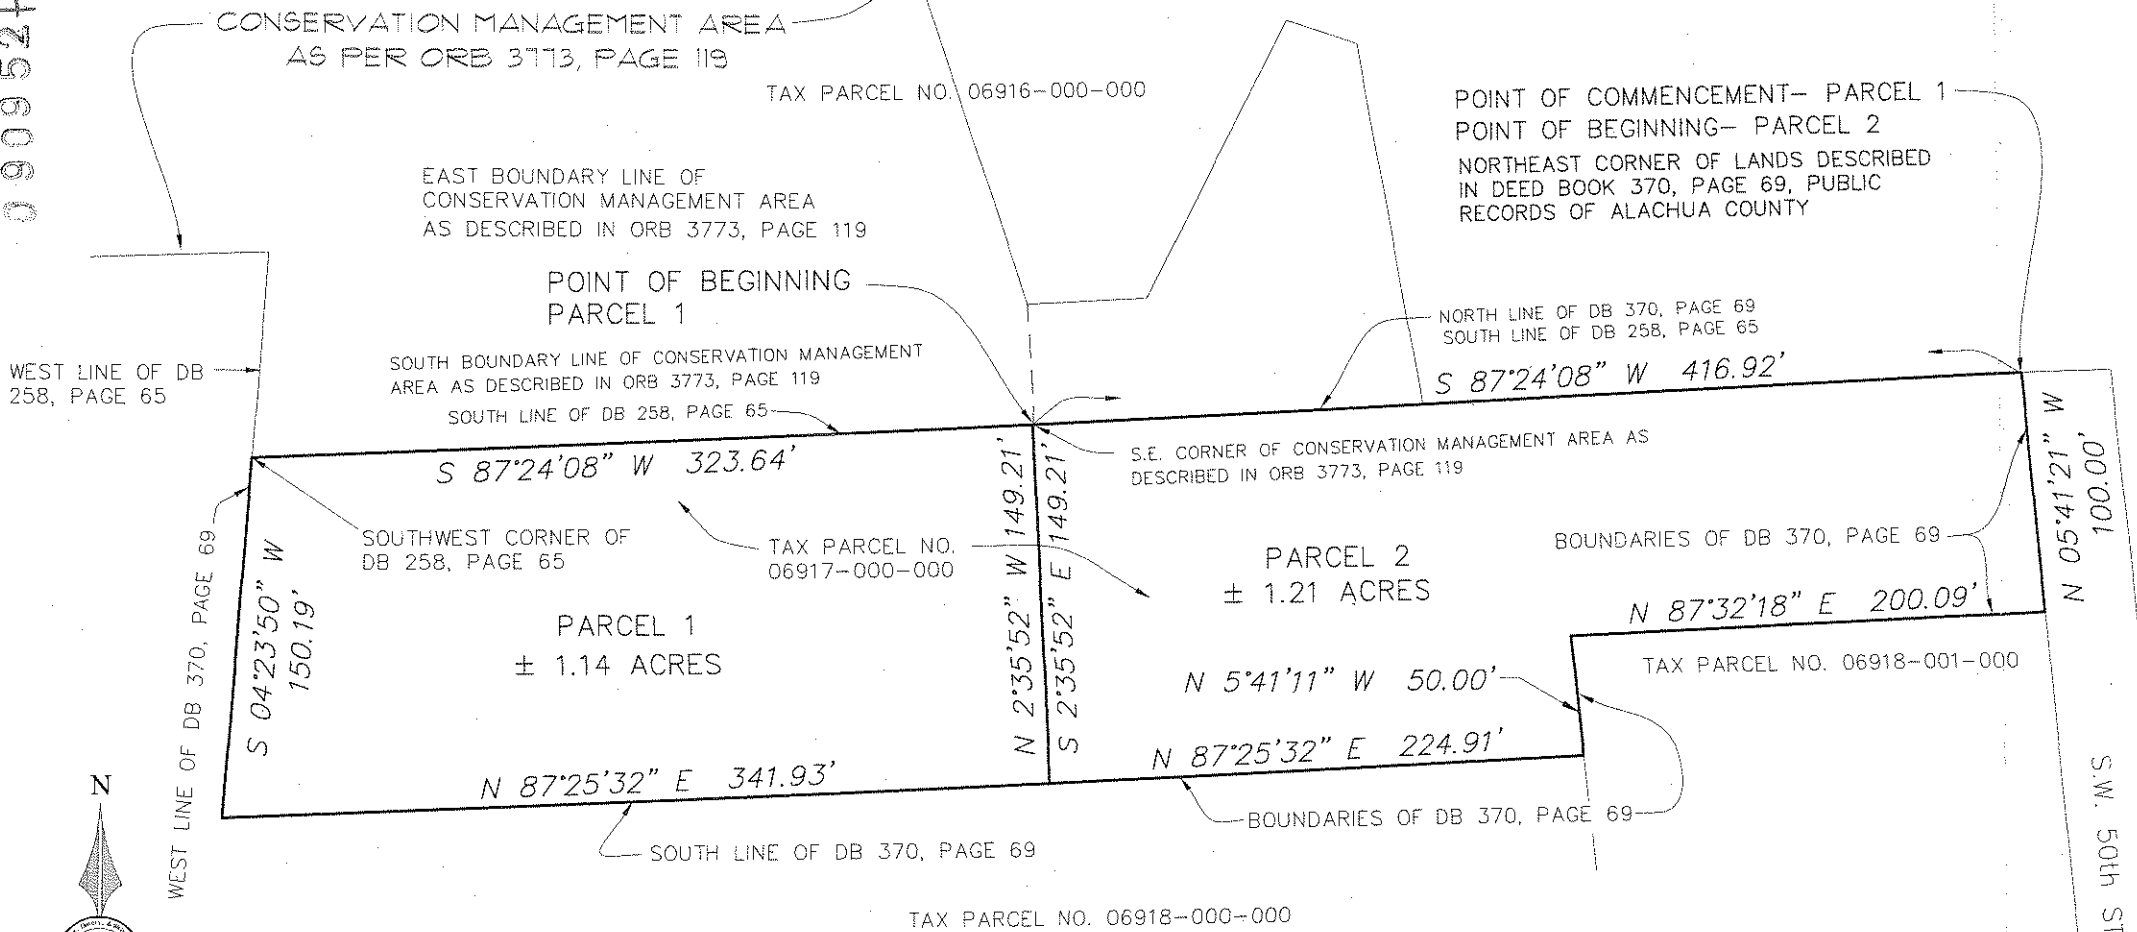 CONSERVATION MANAGEMENT AREA
AS PER ORB 3773, PAGE 119
TAX PARCEL NO. 06916-000-000
POINT OF COMMENCEMENT- PARCEL 1
POINT OF BEGINNING- PARCEL 2
NORTHEAST CORNER OF LANDS DESCRIBED
IN DEED BOOK 370, PAGE 69, PUBLIC
RECORDS OF ALACHUA COUNTY
EAST BOUNDARY LINE OF
CONSERVATION MANAGEMENT AREA
AS DESCRIBED IN ORB 3773, PAGE 119
POINT OF BEGINNING
PARCEL 1
NORTH LINE OF DB 370, PAGE 69
SOUTH LINE OF DB 258, PAGE 65
SOUTH BOUNDARY LINE OF CONSERVATION MANAGEMENT
AREA AS DESCRIBED IN ORB 3773, PAGE 119
WEST LINE OF DB
258, PAGE 65
SOUTH LINE OF DB 258, PAGE 65
S 87°24'08" W 416.92'
S 87°24'08" W 323.64'
S.E. CORNER OF CONSERVATION MANAGEMENT AREA AS
DESCRIBED IN ORB 3773, PAGE 119
N 05°41'21" W
100.00'
SOUTHWEST CORNER OF
DB 258, PAGE 65
TAX PARCEL NO.
06917-000-000
N 2°35'52" W 149.21'
S 2°35'52" E 149.21'
BOUNDARIES OF DB 370, PAGE 69
PARCEL 2
± 1.21 ACRES
N 87°32'18" E 200.09'
S 04°23'50" W
150.19'
WEST LINE OF DB 370, PAGE 69
PARCEL 1
± 1.14 ACRES
TAX PARCEL NO. 06918-001-000
N 5°41'11" W 50.00'
N 87°25'32" E 224.91'
N 87°25'32" E 341.93'
BOUNDARIES OF DB 370, PAGE 69
SOUTH LINE OF DB 370, PAGE 69
N
S.W. 50th ST
TAX PARCEL NO. 06918-000-000